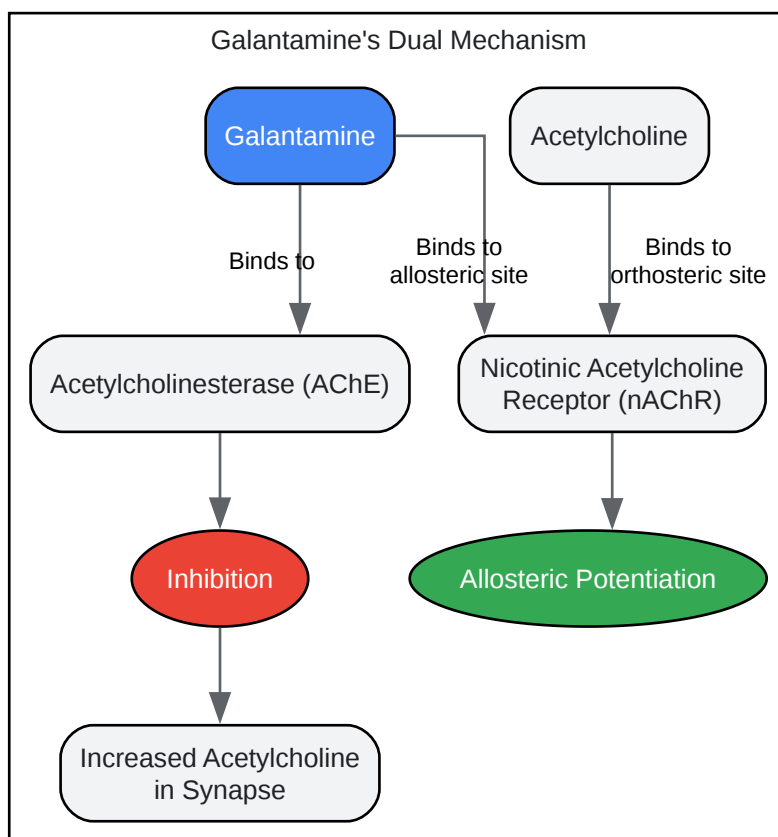 Galantamine's Dual Mechanism
Galantamine
Acetylcholine
Binds to
Binds to
allosteric site
Binds to
orthosteric site
Acetylcholinesterase (AChE)
Nicotinic Acetylcholine
Receptor (nAChR)
Inhibition
Allosteric Potentiation
Increased Acetylcholine
in Synapse